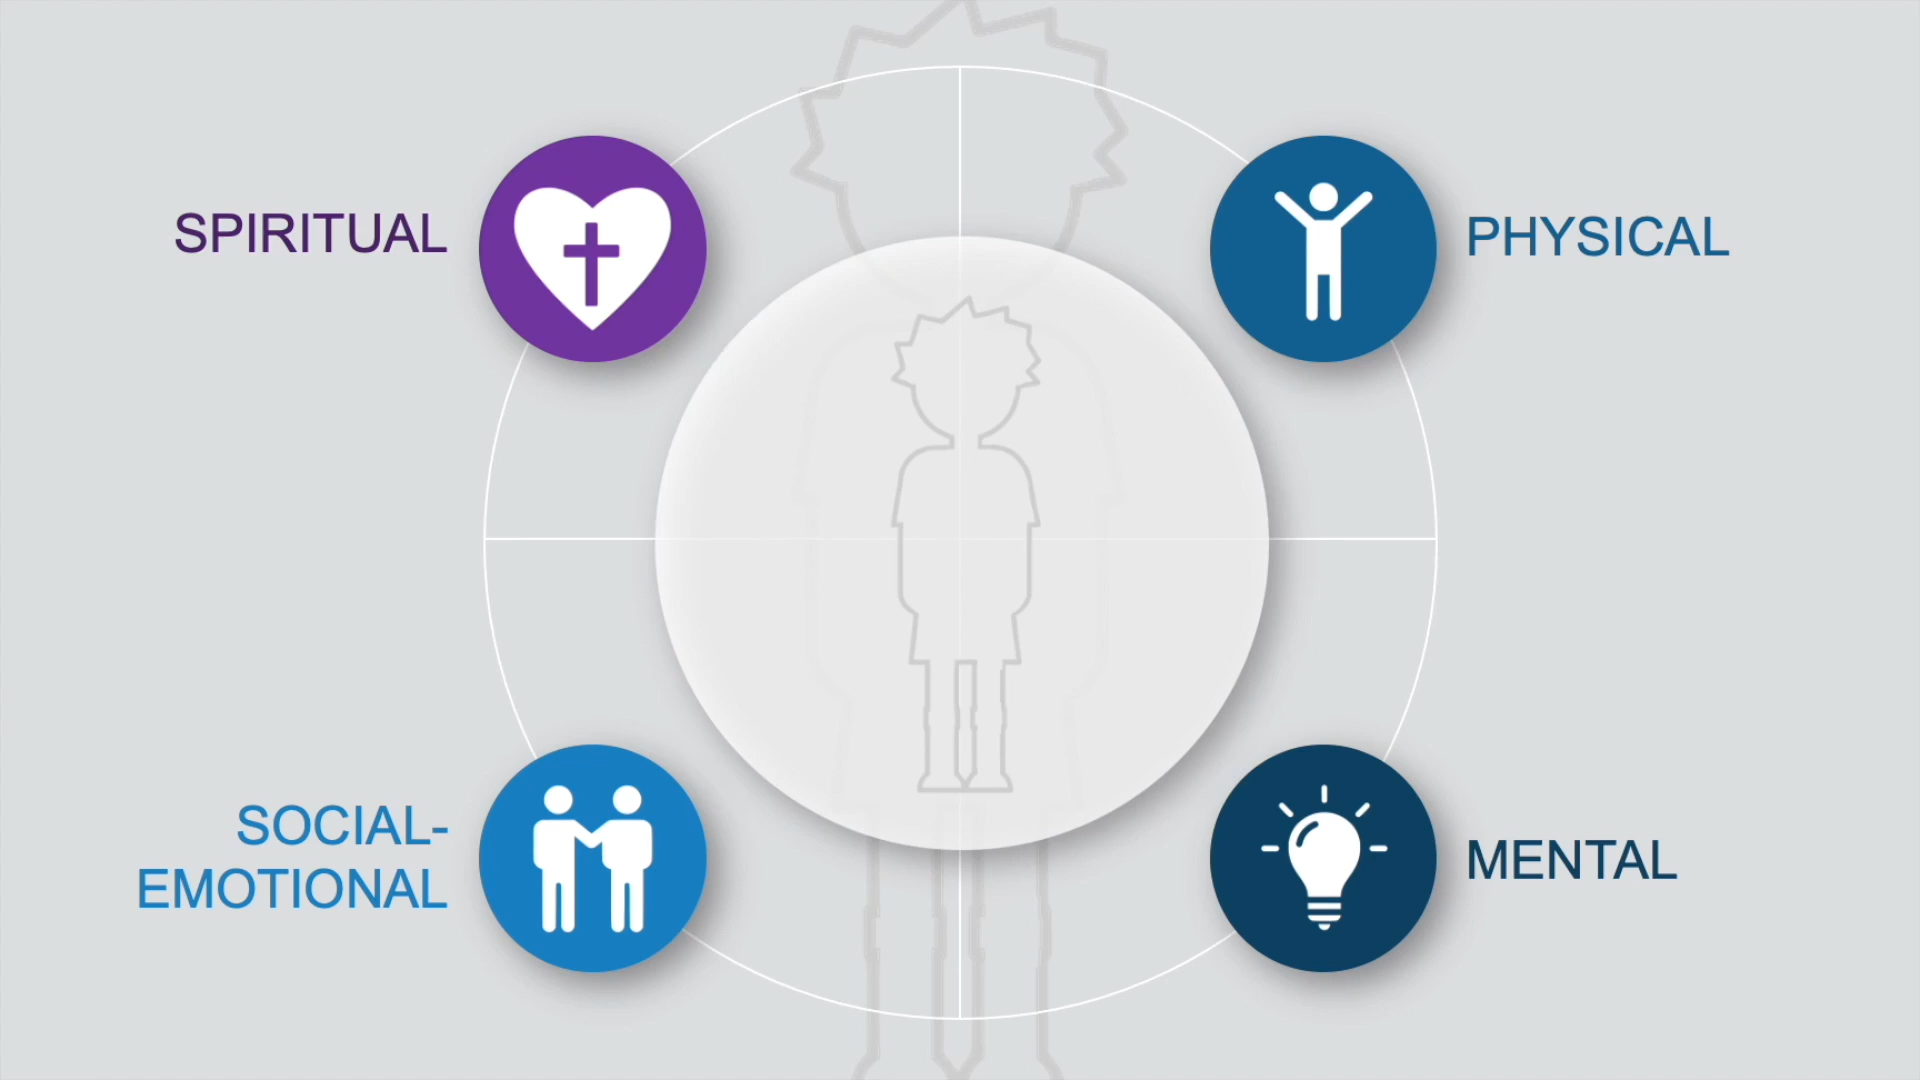 SPIRITUAL
PHYSICAL
SOCIAL-
EMOTIONAL
MENTAL